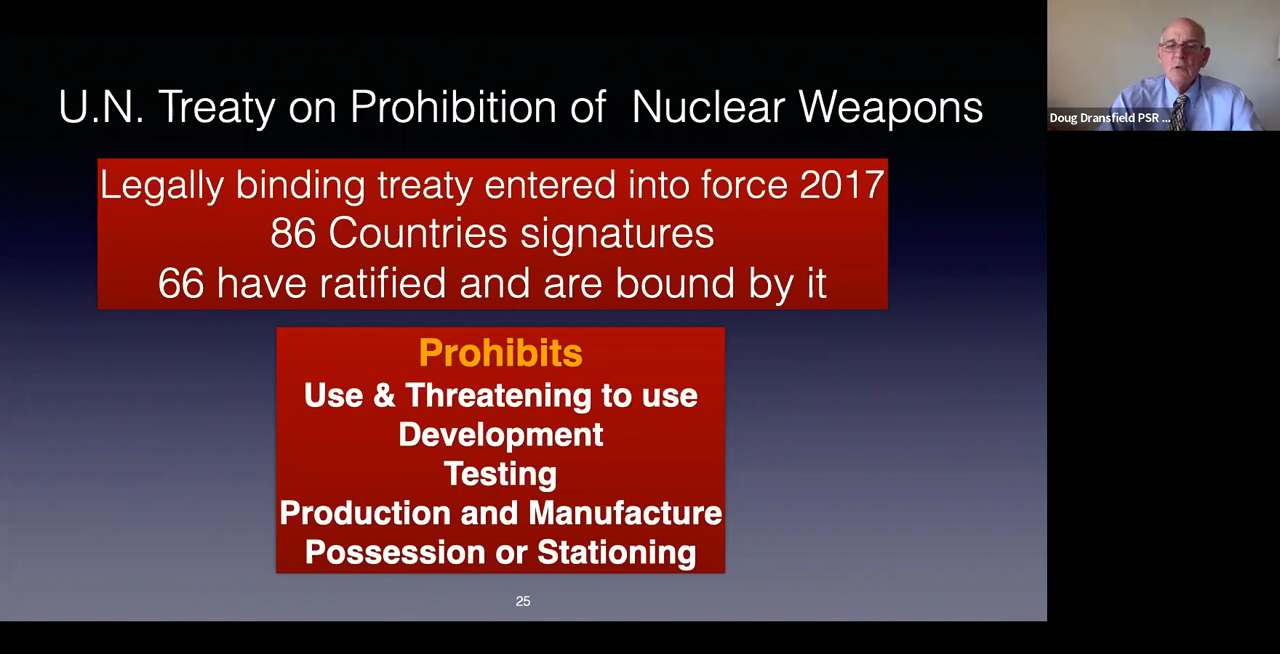 U.N. Treaty on Prohibition of Nuclear Weapons
Legally binding treaty entered into force 2017
86 Countries signatures
66 have ratified and are bound by it
Prohibits
Use & Threatening to use
Development
Testing
Production and Manufacture
Possession or Stationing
25
Doug Dransfield PSR ...